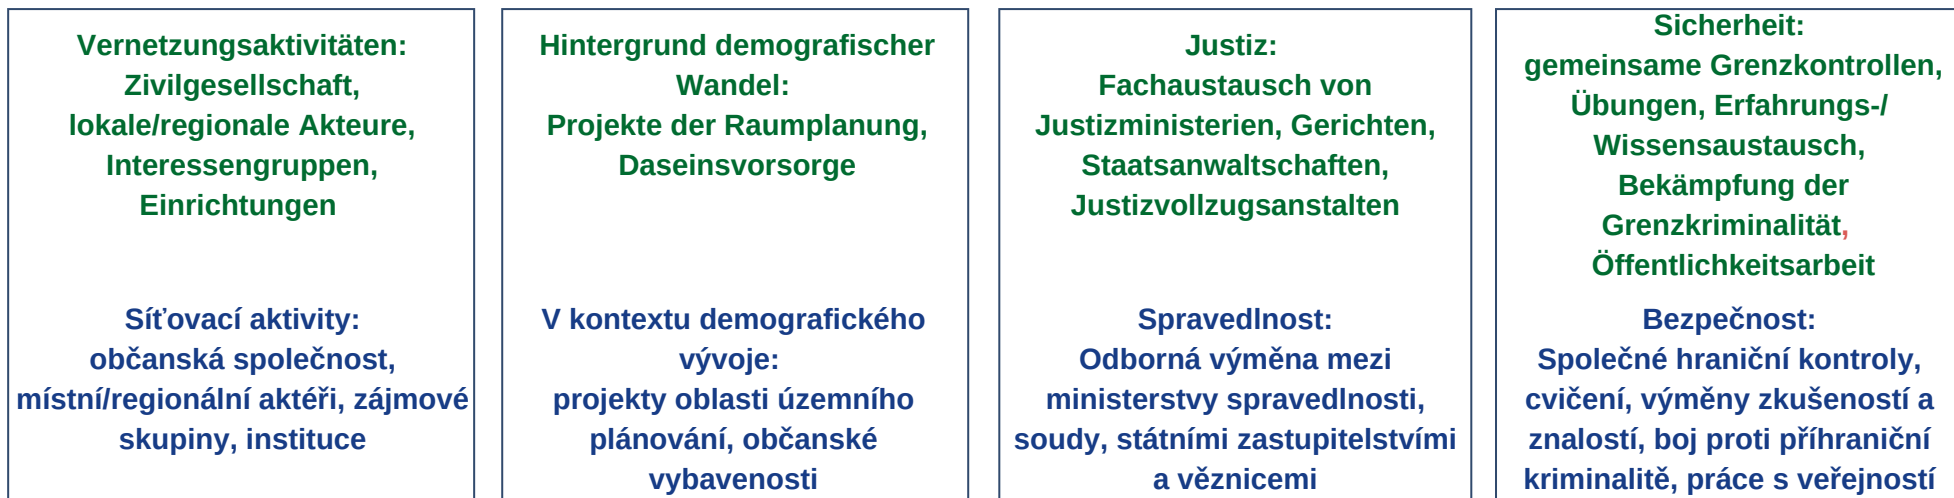 Vernetzungsaktivitäten:
Zivilgesellschaft,
lokale/regionale Akteure,
Interessengruppen,
Einrichtungen
Síťovací aktivity:
občanská společnost,
místní/regionální aktéři, zájmové
skupiny, instituce
Hintergrund demografischer
Wandel:
Projekte der Raumplanung,
Daseinsvorsorge
V kontextu demografického
vývoje:
projekty oblasti územního
plánování, občanské
vybavenosti
Justiz:
Fachaustausch von
Justizministerien, Gerichten,
Staatsanwaltschaften,
Justizvollzugsanstalten
Spravedlnost:
Odborná výměna mezi
ministerstvy spravedlnosti,
soudy, státními zastupitelstvími
a věznicemi
Sicherheit:
gemeinsame Grenzkontrollen,
Übungen, Erfahrungs-/
Wissensaustausch,
Bekämpfung der
Grenzkriminalität,
Öffentlichkeitsarbeit
Bezpečnost:
Společné hraniční kontroly,
cvičení, výměny zkušeností a
znalostí, boj proti příhraniční
kriminalitě, práce s veřejností